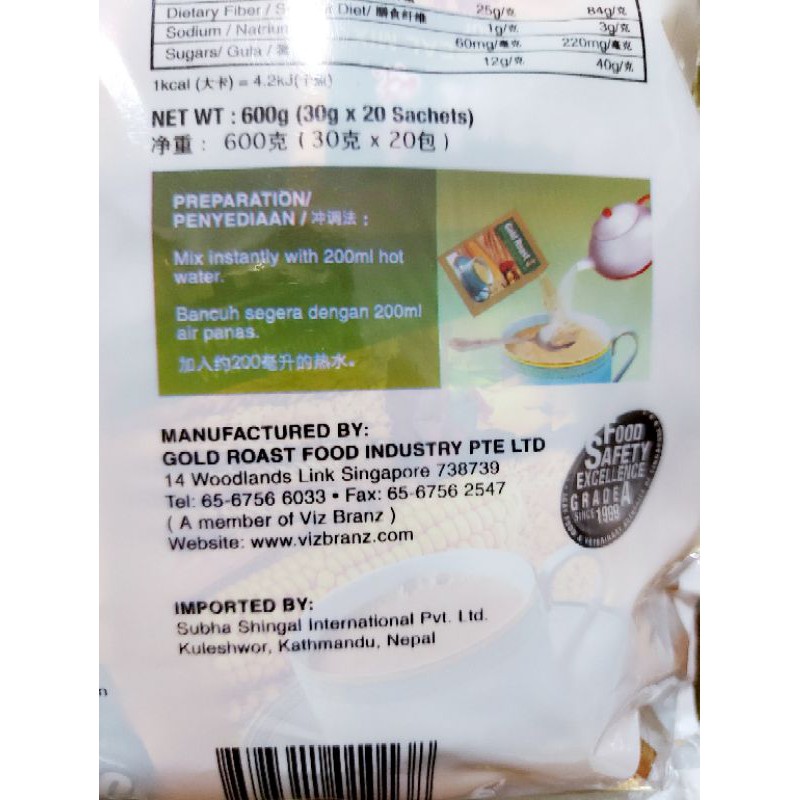 25g/克 84g/克
Dietary Fiber / Diet/ 膳食纤维 1g/克 3g/克
Sodium / Natrium 60mg/毫克 220mg/毫克
Sugars/ Gula / 12g/克 40g/克
1kcal (大卡) = 4.2kJ(千焦)
NET WT : 600g (30g x 20 Sachets)
净重 : 600克 ( 30克 x 20包 )
PREPARATION/
PENYEDIAAN / 冲调法 :
Mix instantly with 200ml hot
water.
Bancuh segera dengan 200ml
air panas.
加入约200毫升的热水。
Gold Roast
MANUFACTURED BY:
GOLD ROAST FOOD INDUSTRY PTE LTD
14 Woodlands Link Singapore 738739
Tel: 65-6756 6033 • Fax: 65-6756 2547
( A member of Viz Branz )
Website: www.vizbranz.com
FOOD
SAFETY
EXCELLENCE
GRADE A
SINCE 1998
IMPORTED BY:
Subha Shingal International Pvt. Ltd.
Kuleshwor, Kathmandu, Nepal